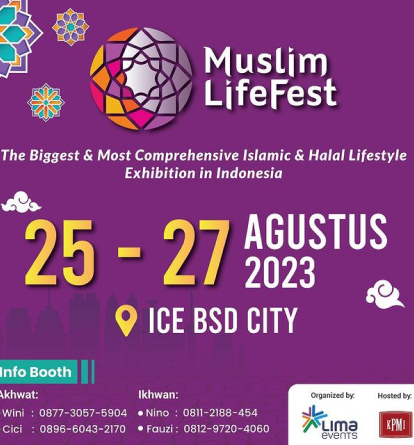 Muslim
LifeFest
The Biggest & Most Comprehensive Islamic & Halal Lifestyle
Exhibition in Indonesia
25 - 27
AGUSTUS
2023
ICE BSD CITY
Info Booth
Akhwat:
Wini : 0877-3057-5904
Cici : 0896-6043-2170
Ikhwan:
• Nino : 0811-2188-454
• Fauzi : 0812-9720-4060
Organized by:
LIMA
events
Hosted by:
KPMI